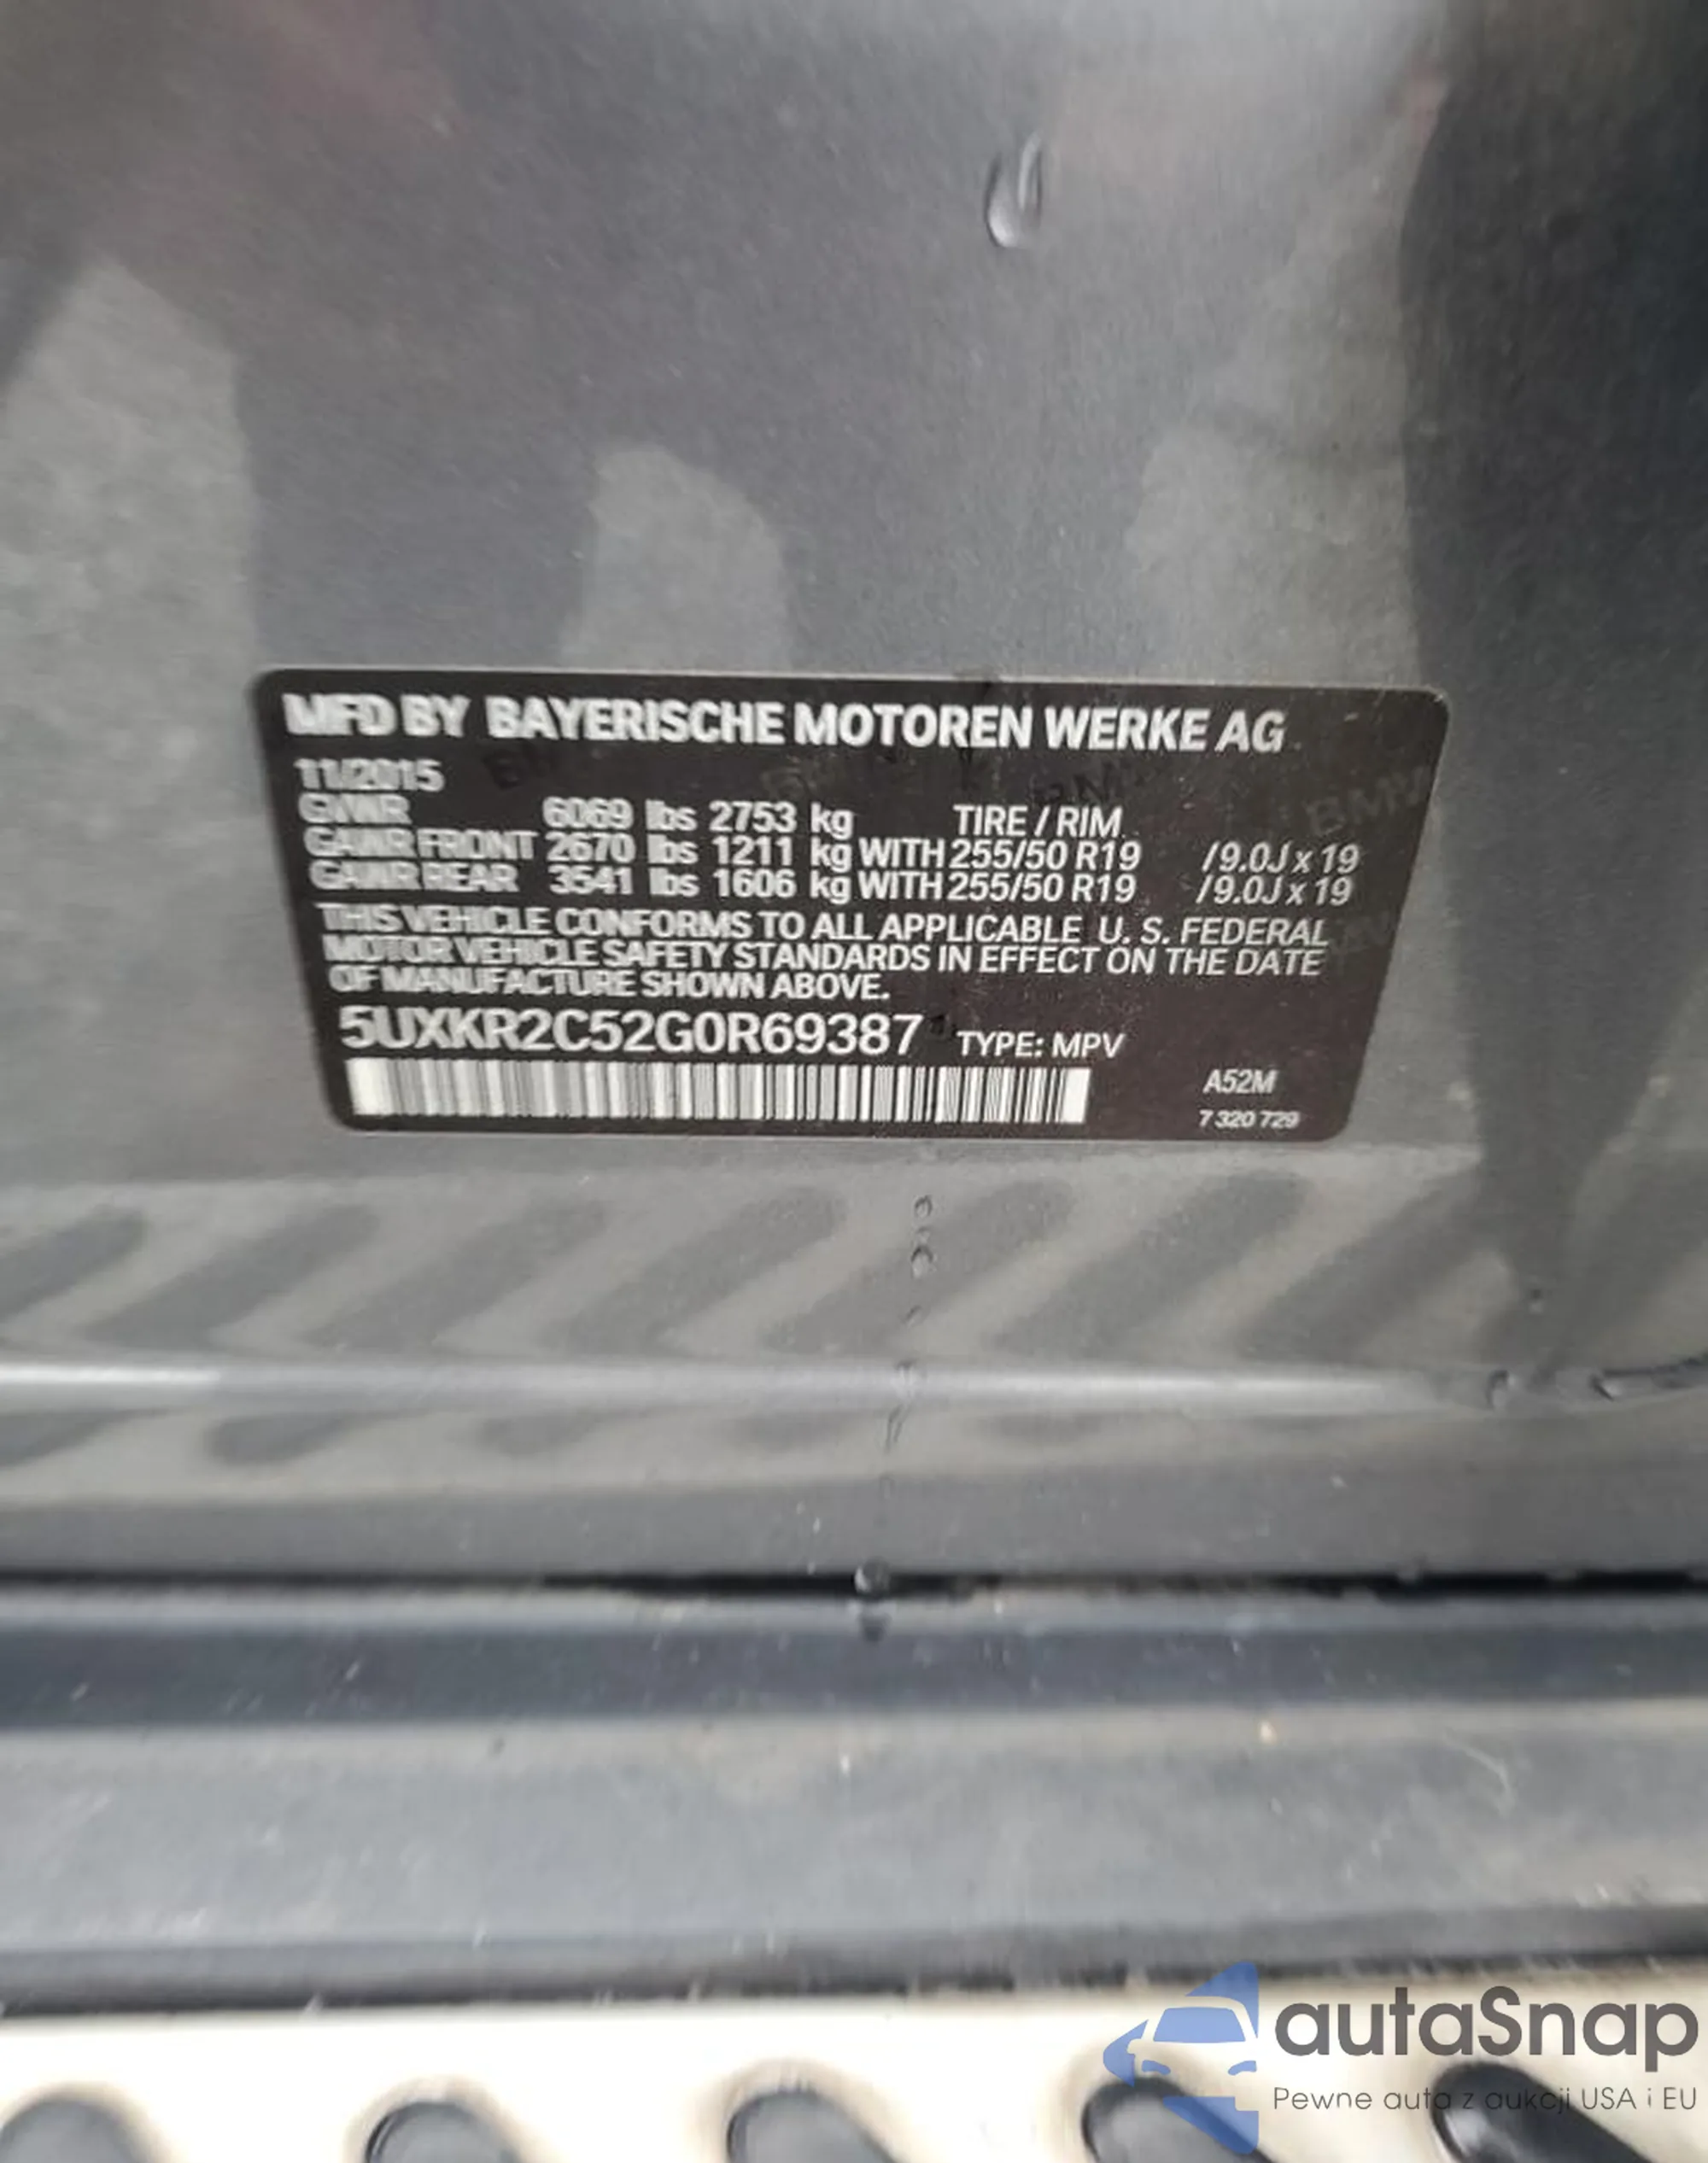 MFD BY BAYERISCHE MOTOREN WERKE AG
11/2015
GVWR 6069 lbs 2753 kg TIRE / RIM
GAWR FRONT 2670 lbs 1211 kg WITH 255/50 R19 /9.0J x 19
GAWR REAR 3541 lbs 1606 kg WITH 255/50 R19 /9.0J x 19
THIS VEHICLE CONFORMS TO ALL APPLICABLE U. S. FEDERAL
MOTOR VEHICLE SAFETY STANDARDS IN EFFECT ON THE DATE
OF MANUFACTURE SHOWN ABOVE.
5UXKR2C52G0R69387 TYPE: MPV
A52M
7 320 729
autaSnap
Pewne auta z aukcji USA i EU